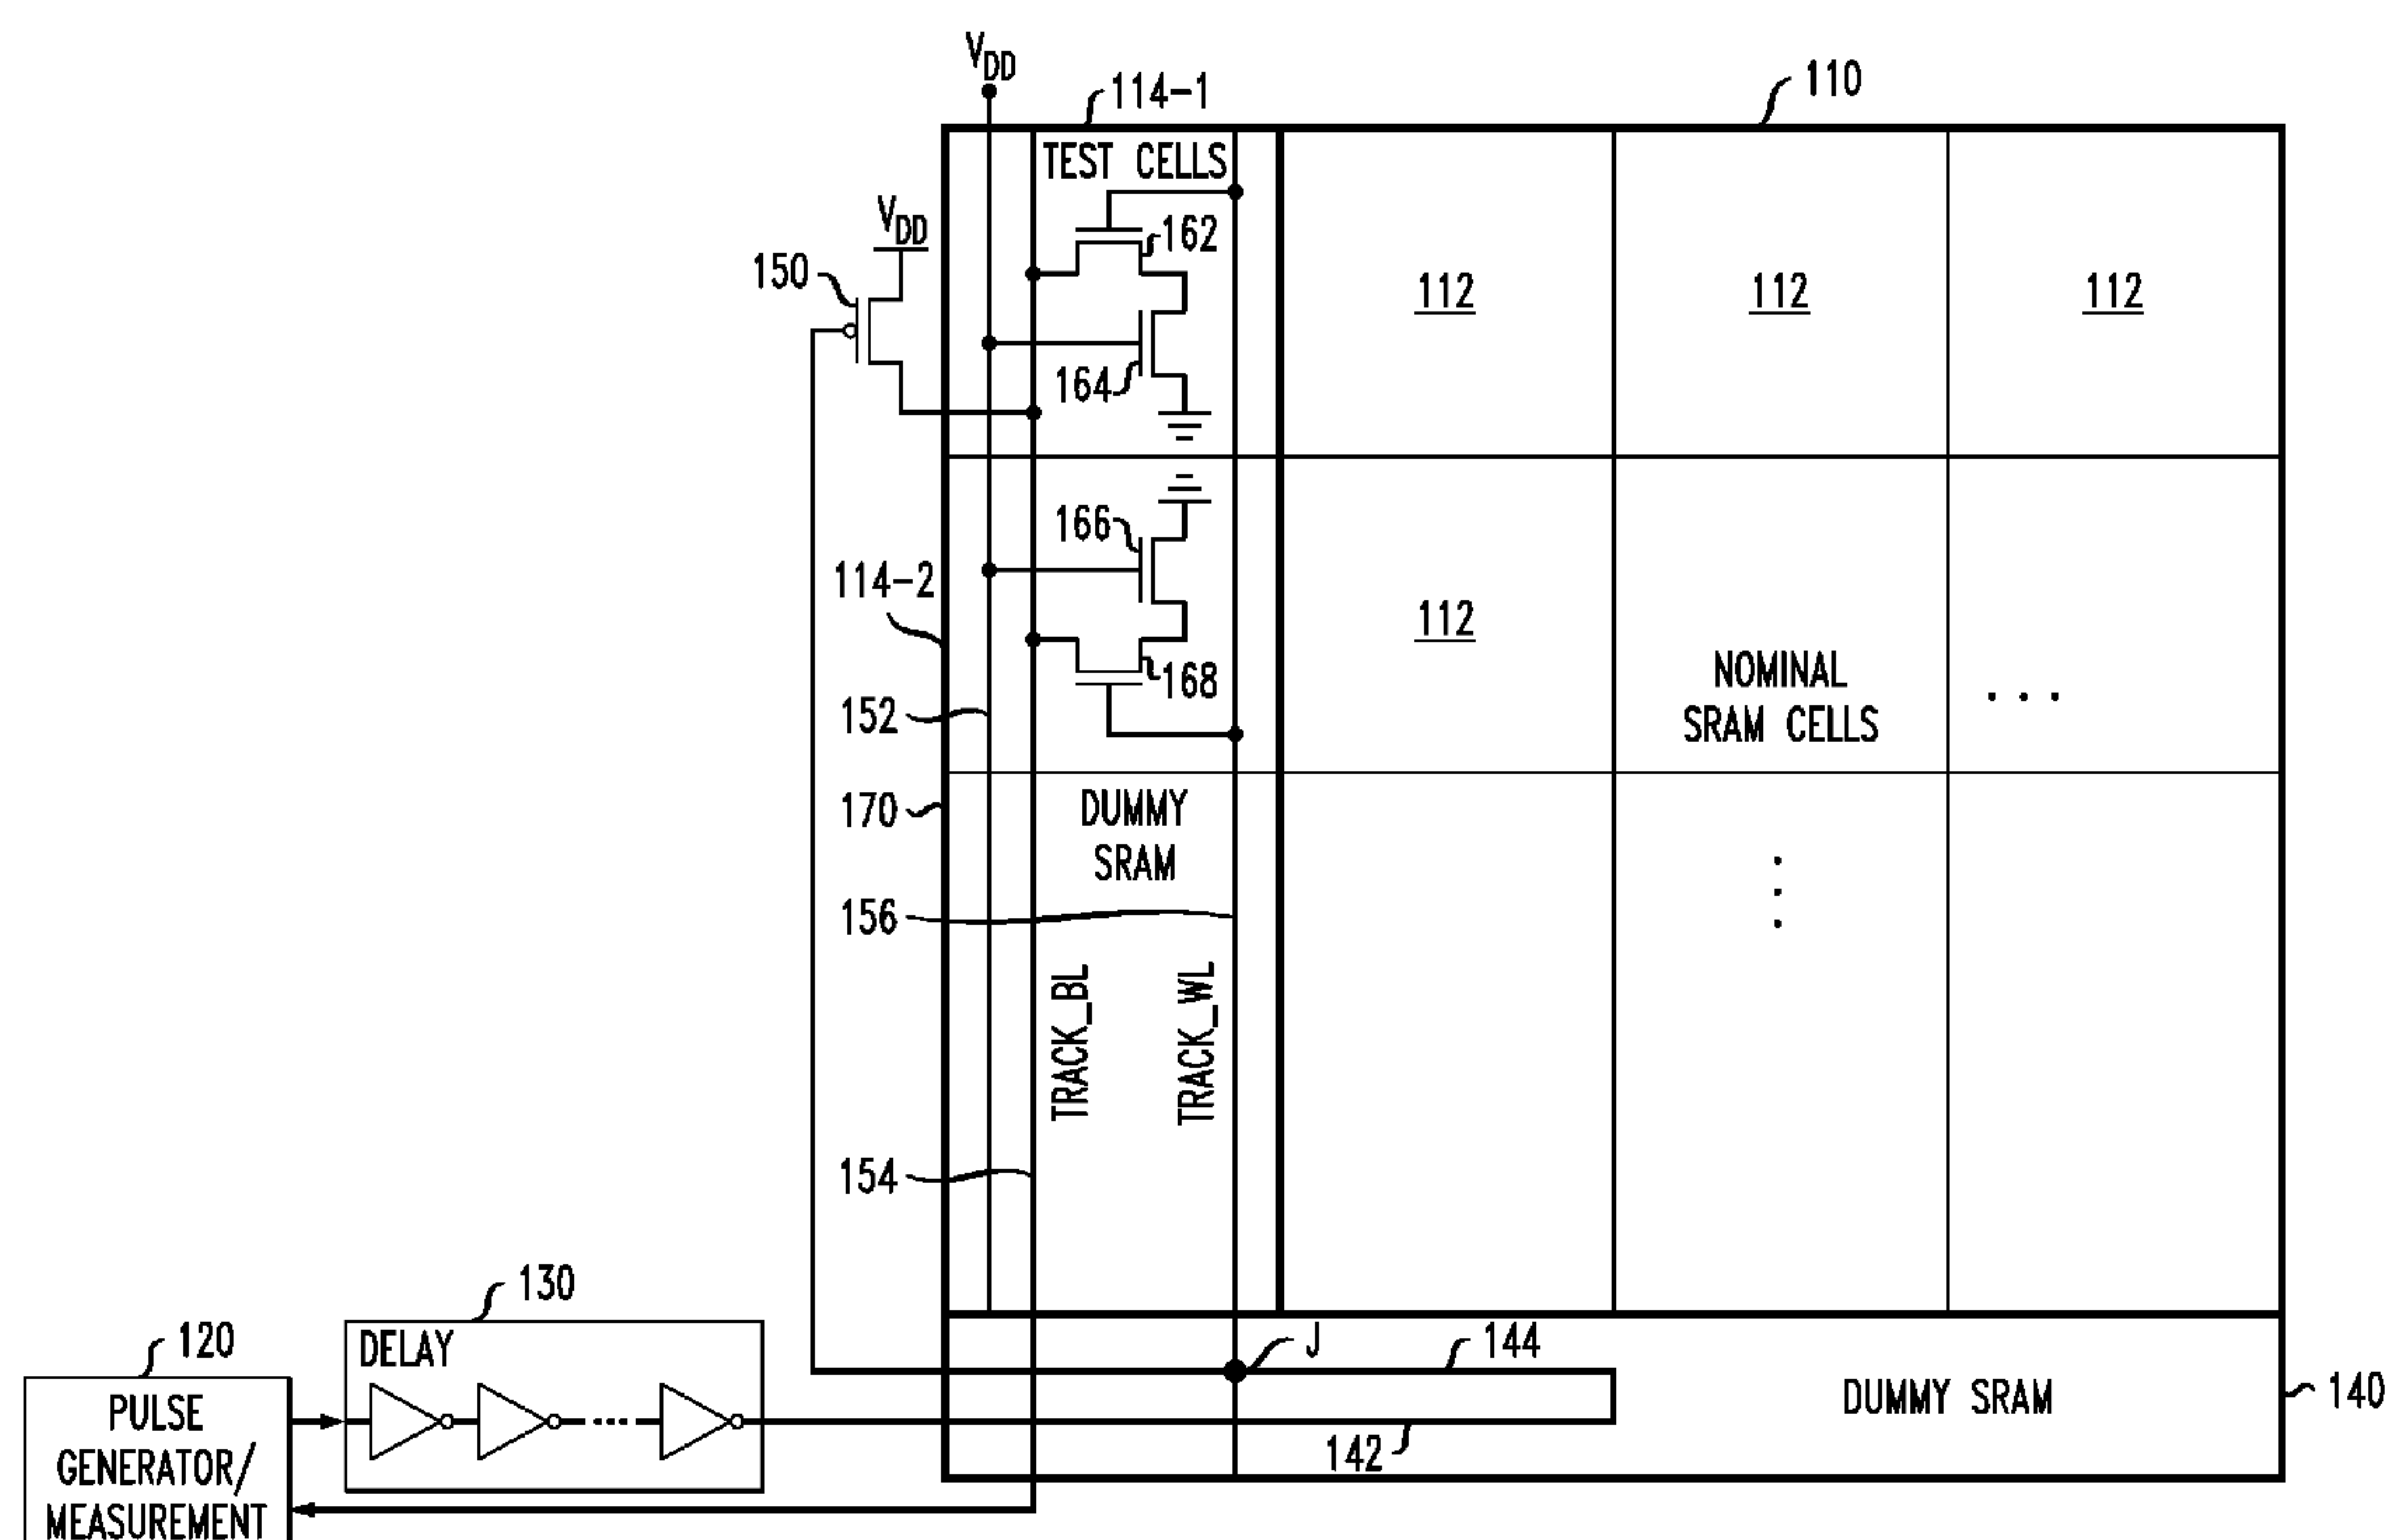 VDD
114-1
110
TEST CELLS
VDD
162
150
112
112
112
164
166
114-2
112
168
NOMINAL
SRAM CELLS
. . .
152
170
DUMMY
SRAM
156
TRACK_BL
TRACK_WL
154
130
120
DELAY
J
144
PULSE
GENERATOR/
MEASUREMENT
142
DUMMY SRAM
140